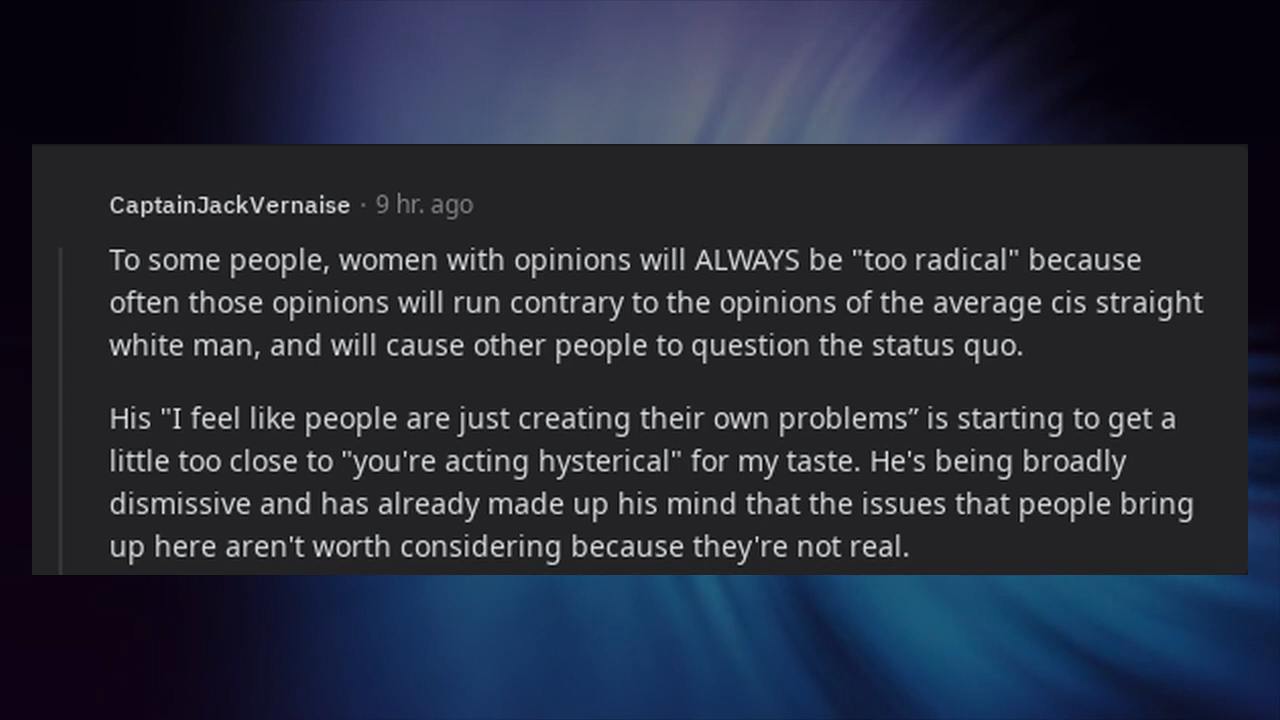 CaptainJackVernaise · 9 hr. ago
To some people, women with opinions will ALWAYS be "too radical" because
often those opinions will run contrary to the opinions of the average cis straight
white man, and will cause other people to question the status quo.
His "I feel like people are just creating their own problems” is starting to get a
little too close to "you're acting hysterical" for my taste. He's being broadly
dismissive and has already made up his mind that the issues that people bring
up here aren't worth considering because they're not real.